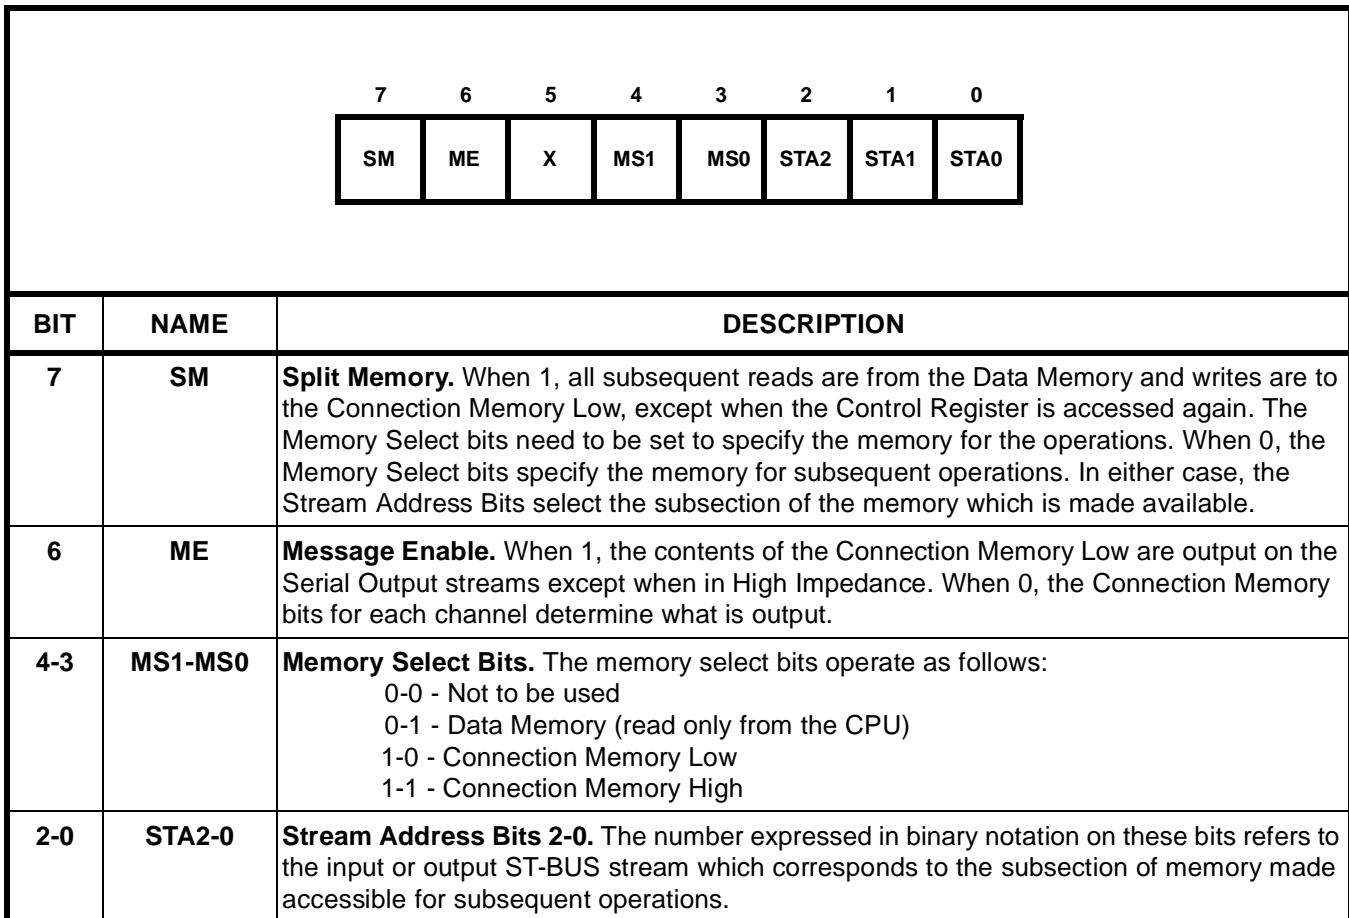 7 6 5 4 3 2 1 0
SM ME X MS1 MS0 STA2 STA1 STA0
BIT NAME DESCRIPTION
7 SM Split Memory. When 1, all subsequent reads are from the Data Memory and writes are to
the Connection Memory Low, except when the Control Register is accessed again. The
Memory Select bits need to be set to specify the memory for the operations. When 0, the
Memory Select bits specify the memory for subsequent operations. In either case, the
Stream Address Bits select the subsection of the memory which is made available.
6 ME Message Enable. When 1, the contents of the Connection Memory Low are output on the
Serial Output streams except when in High Impedance. When 0, the Connection Memory
bits for each channel determine what is output.
4-3 MS1-MS0 Memory Select Bits. The memory select bits operate as follows:
0-0 - Not to be used
0-1 - Data Memory (read only from the CPU)
1-0 - Connection Memory Low
1-1 - Connection Memory High
2-0 STA2-0 Stream Address Bits 2-0. The number expressed in binary notation on these bits refers to
the input or output ST-BUS stream which corresponds to the subsection of memory made
accessible for subsequent operations.